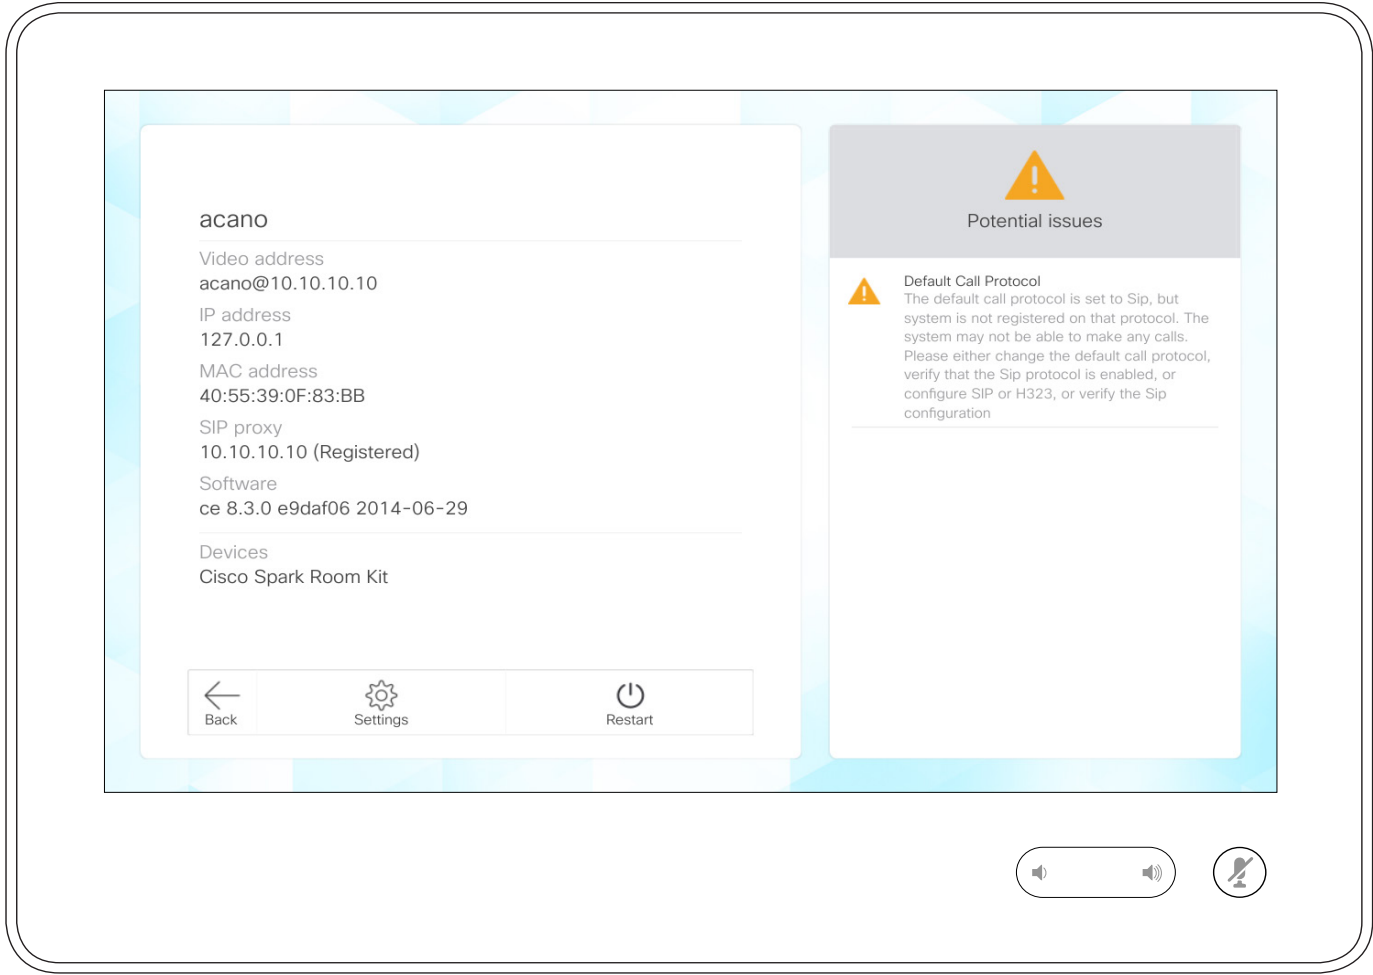 acano
Video address
acano@10.10.10.10
IP address
127.0.0.1
MAC address
40:55:39:0F:83:BB
SIP proxy
10.10.10.10 (Registered)
Software
ce 8.3.0 e9daf06 2014-06-29
Devices
Cisco Spark Room Kit
Back
Settings
Restart
Potential issues
Default Call Protocol
The default call protocol is set to Sip, but
system is not registered on that protocol. The
system may not be able to make any calls.
Please either change the default call protocol,
verify that the Sip protocol is enabled, or
configure SIP or H323, or verify the Sip
configuration